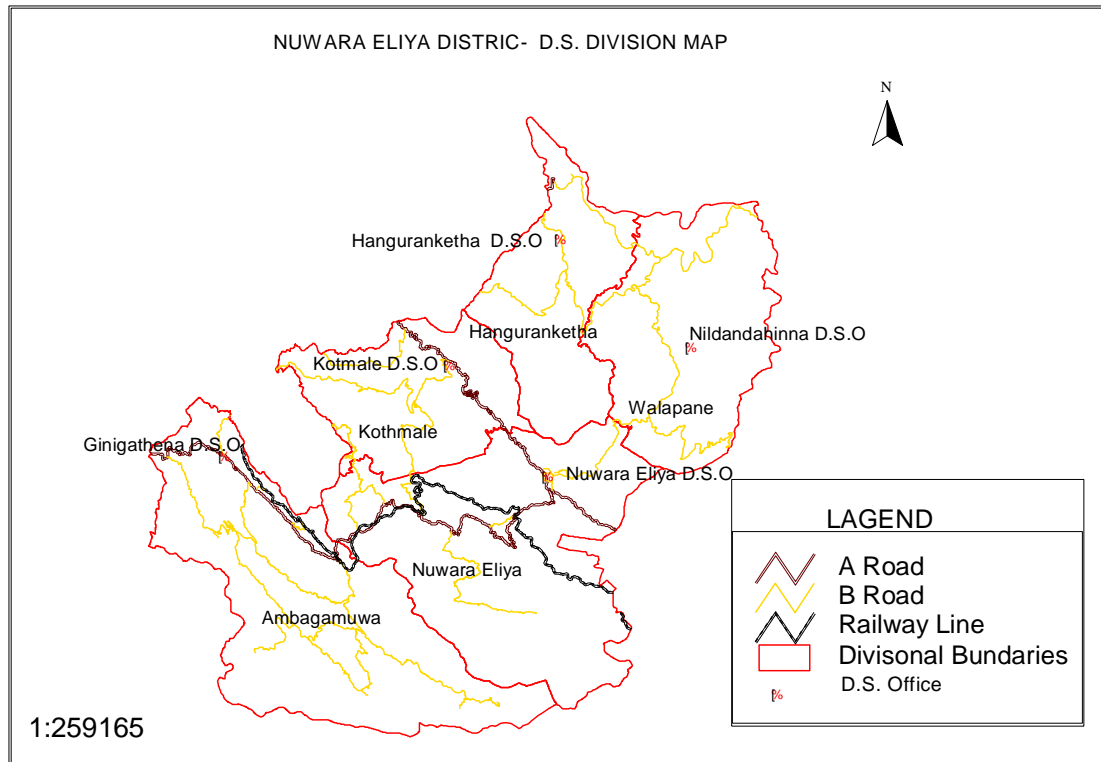 NUWARA ELIYA DISTRIC- D.S. DIVISION MAP
N
Hanguranketha D.S.O
Hanguranketha
Nildandahinna D.S.O
Kotmale D.S.O
Walapane
Kothmale
Ginigathena D.S.O
Nuwara Eliya D.S.O
Nuwara Eliya
Ambagamuwa
LAGEND
A Road
B Road
Railway Line
Divisonal Bundaries
D.S. Office
1:259165